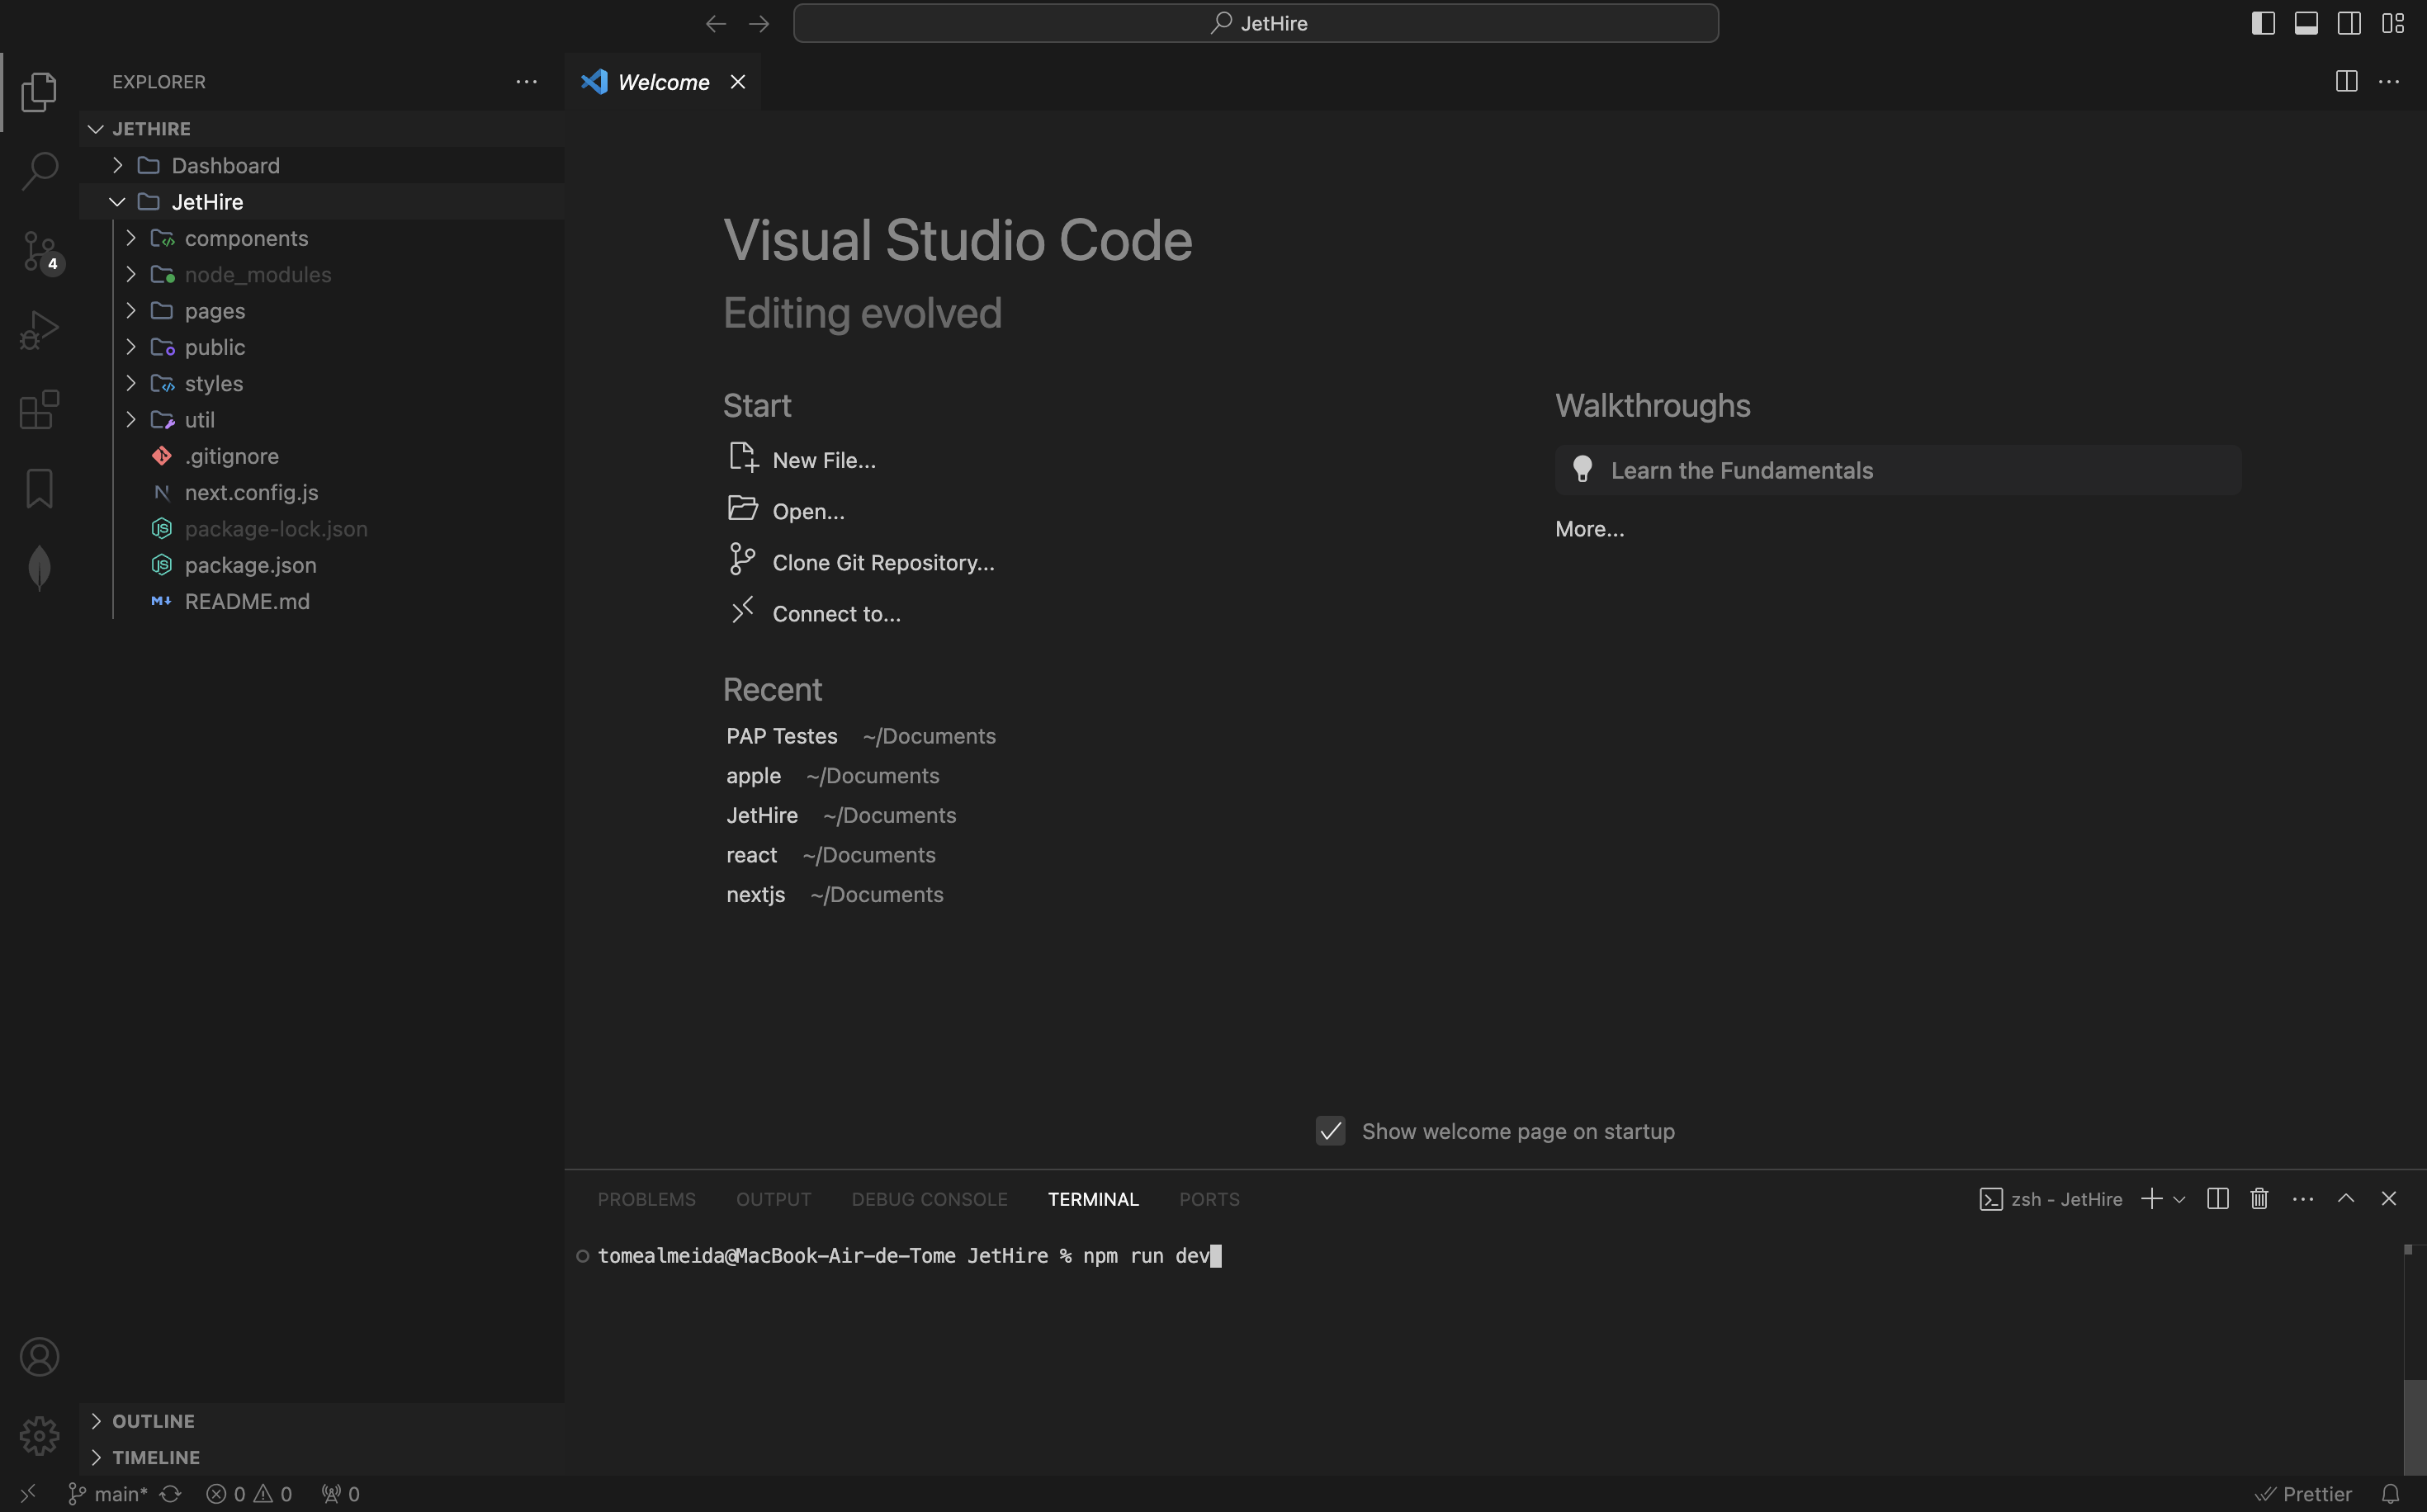 JetHire
EXPLORER
Welcome
JETHIRE
Dashboard
JetHire
components
node_modules
pages
public
styles
util
.gitignore
next.config.js
package-lock.json
package.json
README.md
4
Visual Studio Code
Editing evolved
Start
New File...
Open...
Clone Git Repository...
Connect to...
Recent
PAP Testes ~/Documents
apple ~/Documents
JetHire ~/Documents
react ~/Documents
nextjs ~/Documents
Walkthroughs
Learn the Fundamentals
More...
Show welcome page on startup
PROBLEMS OUTPUT DEBUG CONSOLE TERMINAL PORTS
zsh - JetHire
tomealmeida@MacBook-Air-de-Tome JetHire % npm run dev
OUTLINE
TIMELINE
main* 0 0 0
Prettier